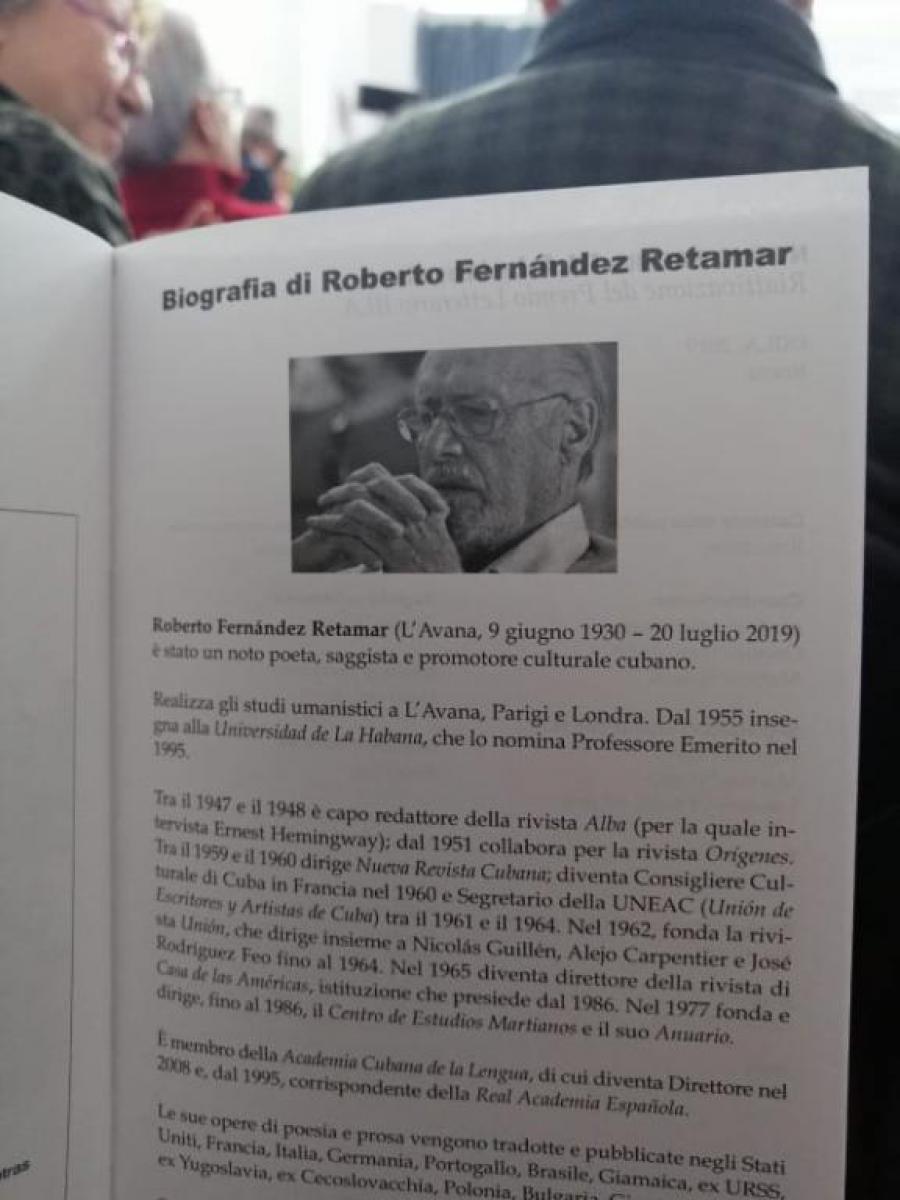 Biografia di Roberto Fernández Retamar
Roberto Fernández Retamar (L'Avana, 9 giugno 1930 – 20 luglio 2019)
è stato un noto poeta, saggista e promotore culturale cubano.
Realizza gli studi umanistici a L'Avana, Parigi e Londra. Dal 1955 inse-
gna alla Universidad de La Habana, che lo nomina Professore Emerito nel
1995.
Tra il 1947 e il 1948 è capo redattore della rivista Alba (per la quale in-
tervista Ernest Hemingway); dal 1951 collabora per la rivista Orígenes.
Tra il 1959 e il 1960 dirige Nueva Revista Cubana; diventa Consigliere Cul-
turale di Cuba in Francia nel 1960 e Segretario della UNEAC (Unión de
Escritores y Artistas de Cuba) tra il 1961 e il 1964. Nel 1962, fonda la rivi-
sta Unión, che dirige insieme a Nicolás Guillén, Alejo Carpentier e José
Rodríguez Feo fino al 1964. Nel 1965 diventa direttore della rivista di
Casa de las Américas, istituzione che presiede dal 1986. Nel 1977 fonda e
dirige, fino al 1986, il Centro de Estudios Martianos e il suo Anuario.
È membro della Academia Cubana de la Lengua, di cui diventa Direttore nel
2008 e, dal 1995, corrispondente della Real Academia Española.
Le sue opere di poesia e prosa vengono tradotte e pubblicate negli Stati
Uniti, Francia, Italia, Germania, Portogallo, Brasile, Giamaica, ex URSS,
ex Yugoslavia, ex Cecoslovacchia, Polonia, Bulgaria,